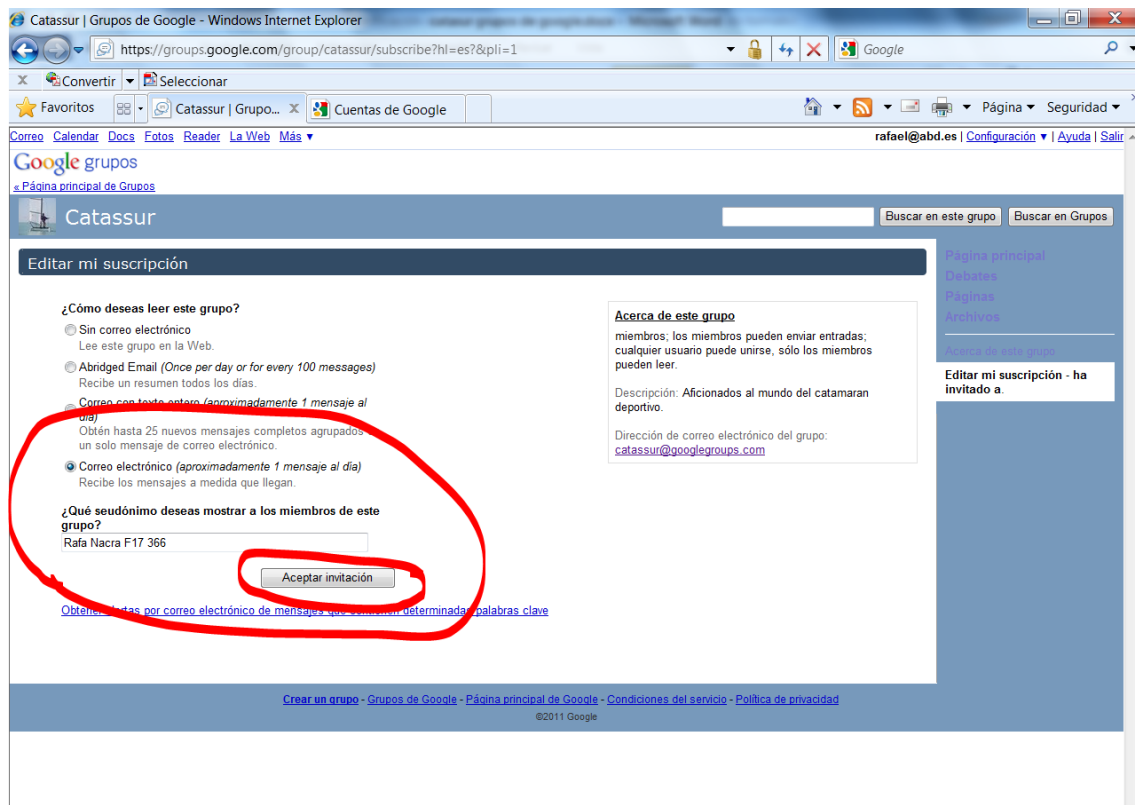 Catassur | Grupos de Google - Windows Internet Explorer
https://groups.google.com/group/catassur/subscribe?hl=es?&pli=1
Google
x Convertir Seleccionar
Favoritos Catassur | Grupo... X Cuentas de Google Página Seguridad
Correo Calendar Docs Fotos Reader La Web Más ▼ rafael@abd.es | Configuración ▼ | Ayuda | Salir
Google grupos
« Página principal de Grupos
Catassur Buscar en este grupo Buscar en Grupos
Editar mi suscripción
¿Cómo deseas leer este grupo?
Sin correo electrónico
Lee este grupo en la Web.
Abridged Email (Once per day or for every 100 messages)
Recibe un resumen todos los días.
Correo con texto entero (aproximadamente 1 mensaje al
día)
Obtén hasta 25 nuevos mensajes completos agrupados
un solo mensaje de correo electrónico.
Correo electrónico (aproximadamente 1 mensaje al día)
Recibe los mensajes a medida que llegan.
¿Qué seudónimo deseas mostrar a los miembros de este
grupo?
Rafa Nacra F17 366
Aceptar invitación
Obtener por correo electrónico de mensajes que contienen determinadas palabras clave
Acerca de este grupo
miembros; los miembros pueden enviar entradas;
cualquier usuario puede unirse, sólo los miembros
pueden leer.
Descripción: Aficionados al mundo del catamaran
deportivo.
Dirección de correo electrónico del grupo:
catassur@googlegroups.com
Página principal
Debates
Páginas
Archivos
Acerca de este grupo
Editar mi suscripción - ha
invitado a.
Crear un grupo - Grupos de Google - Página principal de Google - Condiciones del servicio - Política de privacidad
©2011 Google